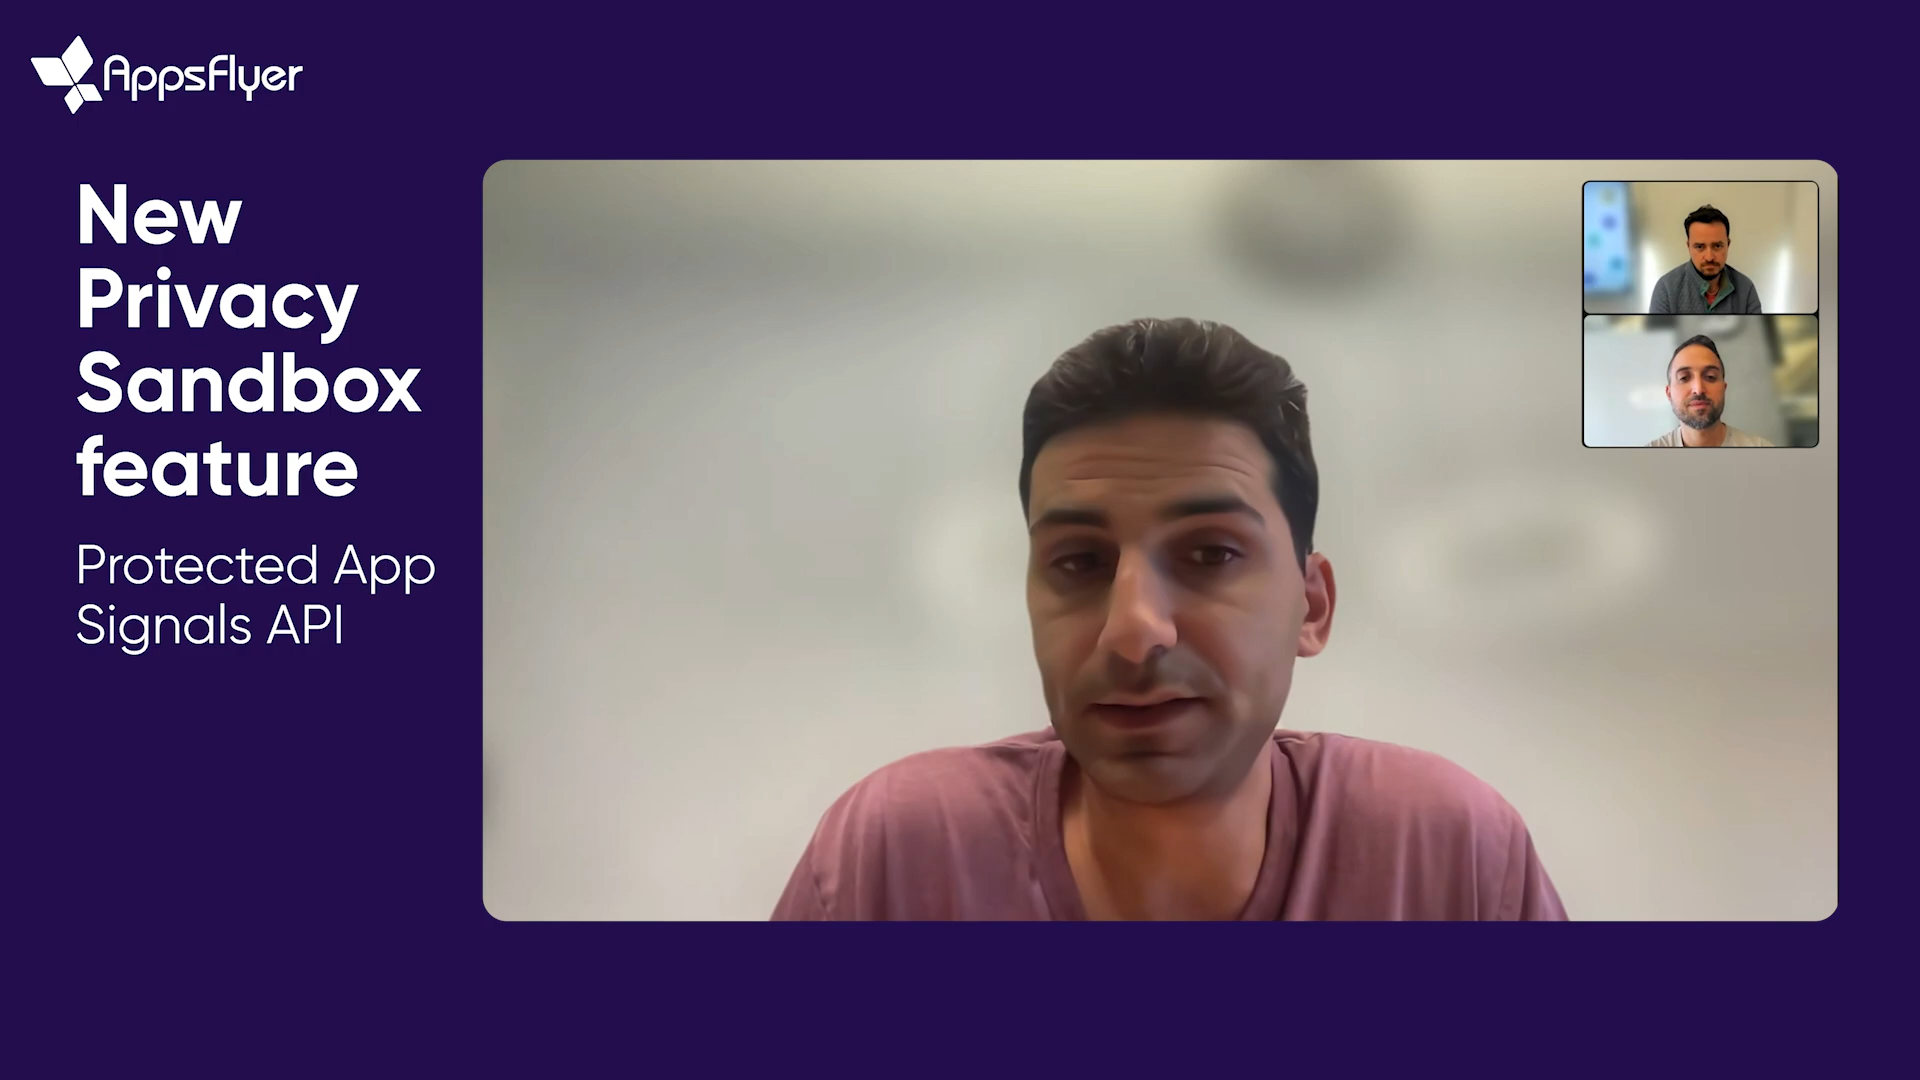 AppsFlyer
New
Privacy
Sandbox
feature
Protected App
Signals API